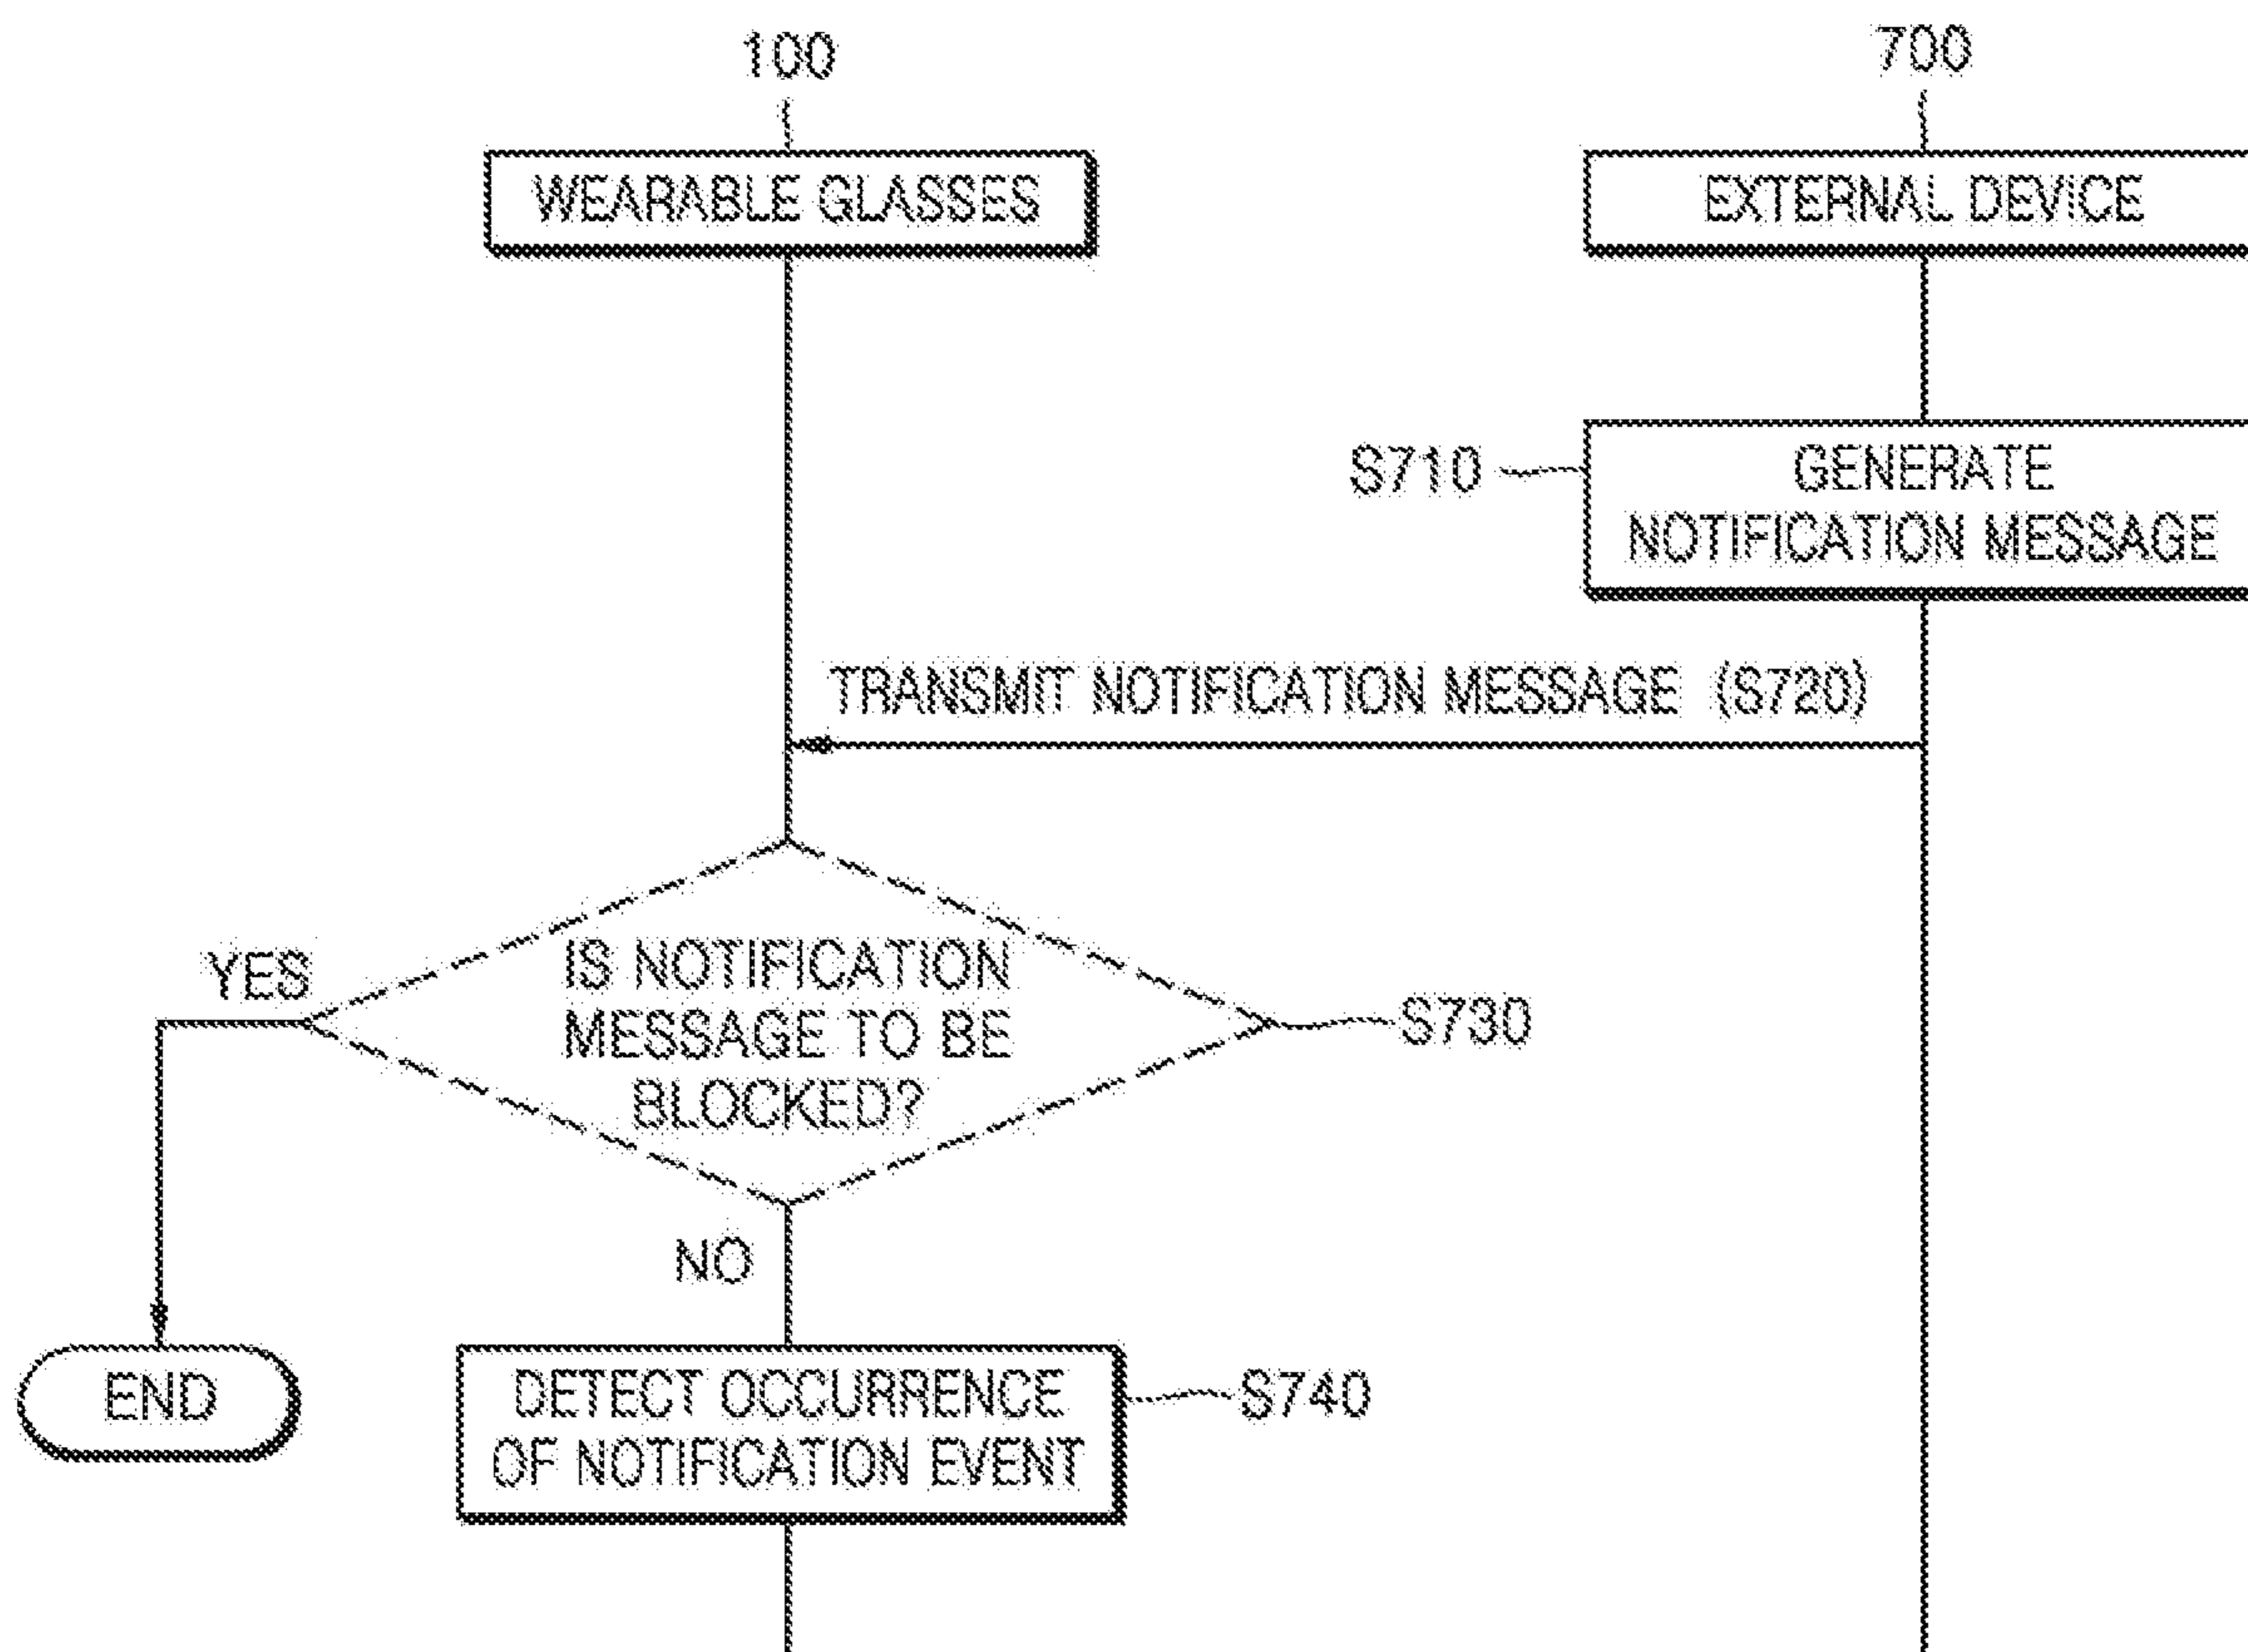 100
700
WEARABLE GLASSES
EXTERNAL DEVICE
S710
GENERATE
NOTIFICATION MESSAGE
TRANSMIT NOTIFICATION MESSAGE (S720)
YES
IS NOTIFICATION
MESSAGE TO BE
BLOCKED?
S730
NO
END
DETECT OCCURRENCE
OF NOTIFICATION EVENT
S740